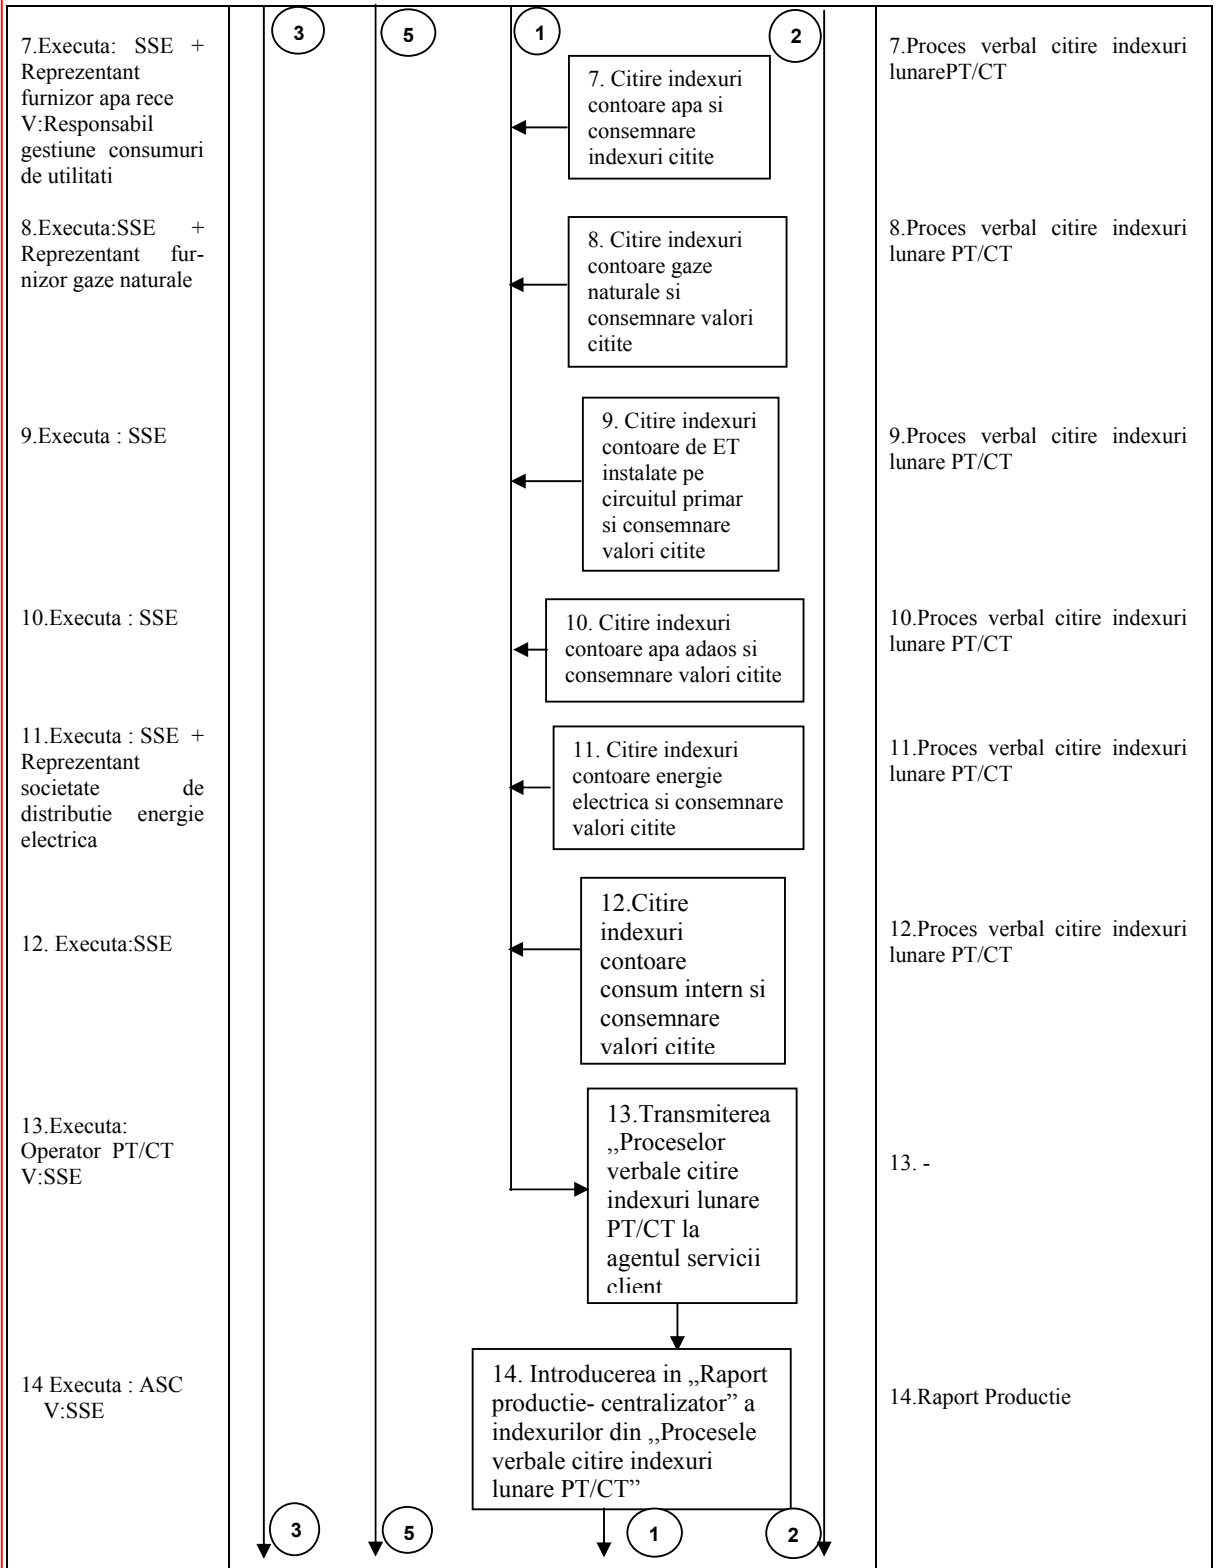 3
5
1
2
7.Executa: SSE +
Reprezentant
furnizor apa rece
V:Responsabil
gestiune consumuri
de utilitati
7. Citire indexuri
contoare apa si
consemnare
indexuri citite
7.Proces verbal citire indexuri
lunarePT/CT
8.Executa:SSE +
Reprezentant fur-
nizor gaze naturale
8. Citire indexuri
contoare gaze
naturale si
consemnare valori
citite
8.Proces verbal citire indexuri
lunare PT/CT
9.Executa : SSE
9. Citire indexuri
contoare de ET
instalate pe
circuitul primar
si consemnare
valori citite
9.Proces verbal citire indexuri
lunare PT/CT
10.Executa : SSE
10. Citire indexuri
contoare apa adaos si
consemnare valori citite
10.Proces verbal citire indexuri
lunare PT/CT
11.Executa : SSE +
Reprezentant
societate de
distributie energie
electrica
11. Citire indexuri
contoare energie
electrica si consemnare
valori citite
11.Proces verbal citire indexuri
lunare PT/CT
12. Executa:SSE
12.Citire
indexuri
contoare
consum intern si
consemnare
valori citite
12.Proces verbal citire indexuri
lunare PT/CT
13.Executa:
Operator PT/CT
V:SSE
13.Transmiterea
,,Proceselor
verbale citire
indexuri lunare
PT/CT la
agentul servicii
client
13. -
14 Executa : ASC
V:SSE
14. Introducerea in „Raport
productie- centralizator” a
indexurilor din ,,Procesele
verbale citire indexuri
lunare PT/CT”
14.Raport Productie
3
5
1
2